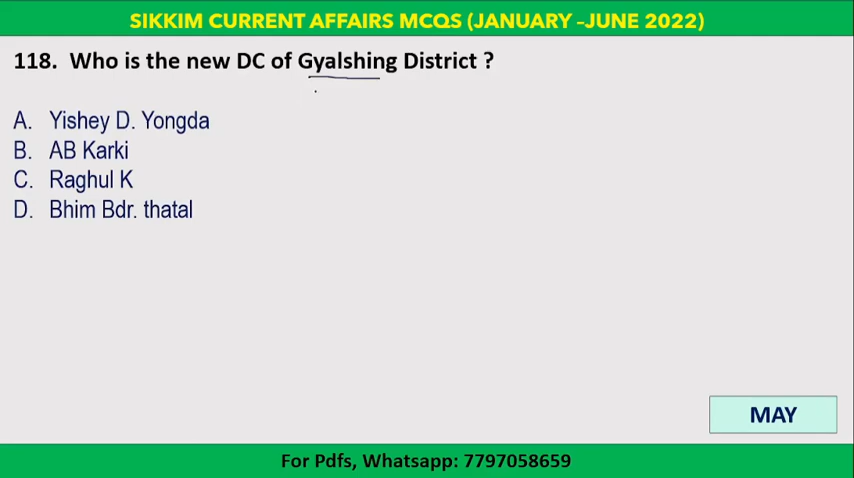 SIKKIM CURRENT AFFAIRS MCQS (JANUARY –JUNE 2022)
118. Who is the new DC of Gyalshing District ?
A. Yishey D. Yongda
B. AB Karki
C. Raghul K
D. Bhim Bdr. thatal
MAY
For Pdfs, Whatsapp: 7797058659